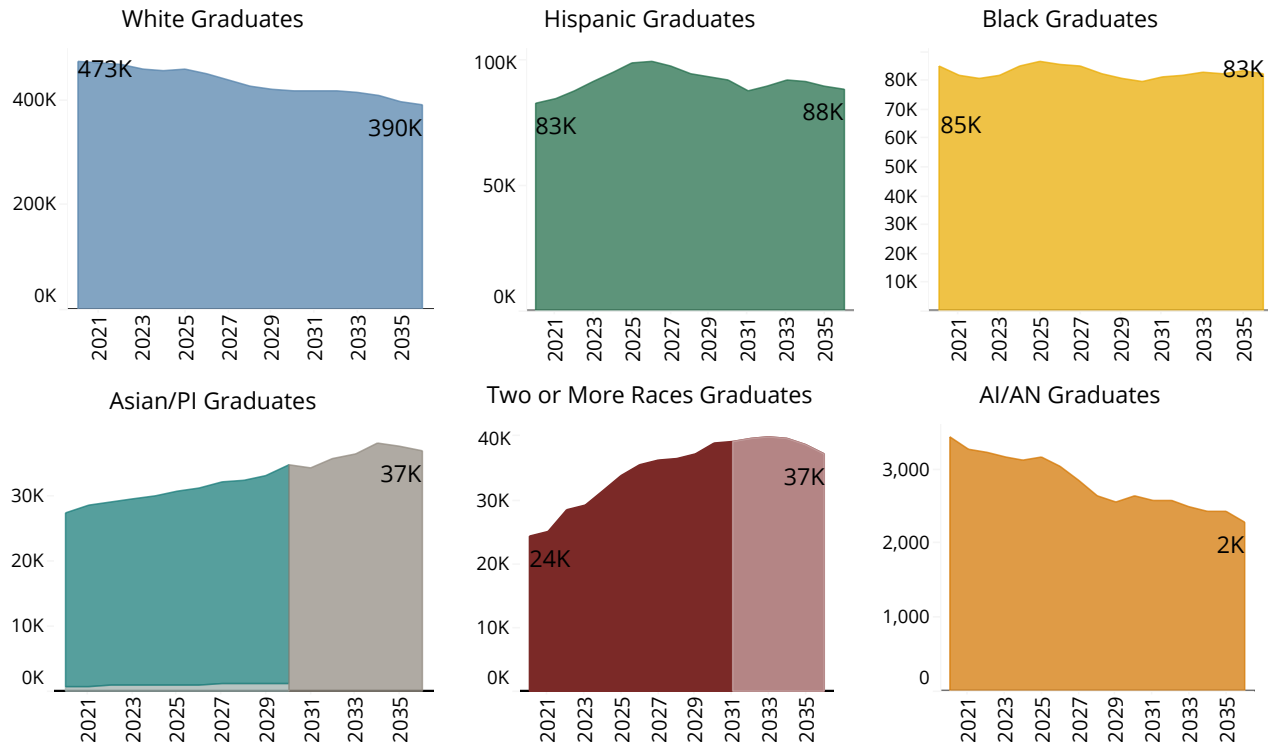 White Graduates
473K
390K
400K
200K
0K
2021 2023 2025 2027 2029 2031 2033 2035
Hispanic Graduates
83K
88K
100K
50K
0K
2021 2023 2025 2027 2029 2031 2033 2035
Black Graduates
83K
85K
80K
70K
60K
50K
40K
30K
20K
10K
2021 2023 2025 2027 2029 2031 2033 2035
Asian/PI Graduates
37K
30K
20K
10K
0K
2021 2023 2025 2027 2029 2031 2033 2035
Two or More Races Graduates
24K
37K
40K
30K
20K
10K
0K
2021 2023 2025 2027 2029 2031 2033 2035
AI/AN Graduates
2K
3,000
2,000
1,000
0
2021 2023 2025 2027 2029 2031 2033 2035